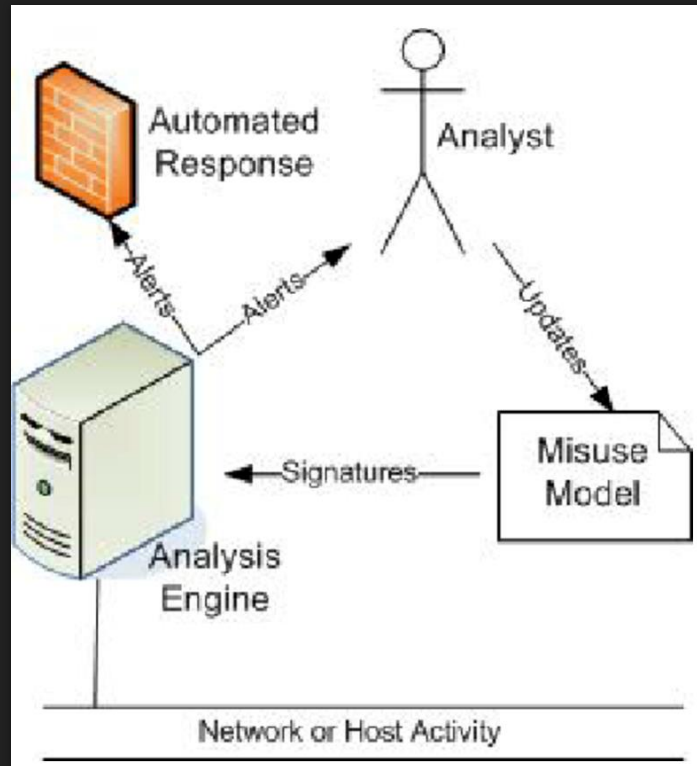 Automated
Response
Analyst
Alerts
Alerts
Updates
Misuse
Model
Signatures
Analysis
Engine
Network or Host Activity